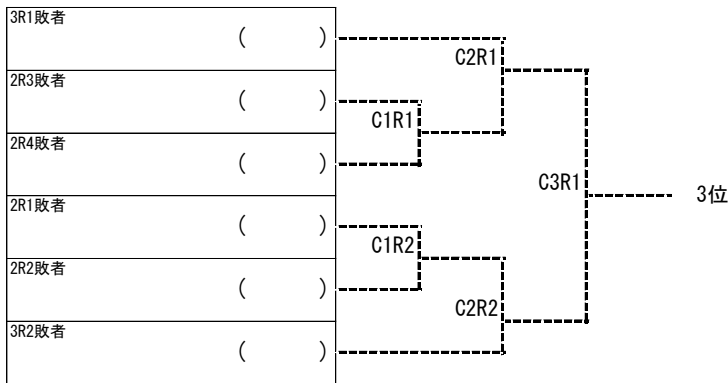 3R1敗者
(　　　)
C2R1
2R3敗者
(　　　)
C1R1
2R4敗者
(　　　)
C3R1
3位
2R1敗者
(　　　)
C1R2
2R2敗者
(　　　)
C2R2
3R2敗者
(　　　)